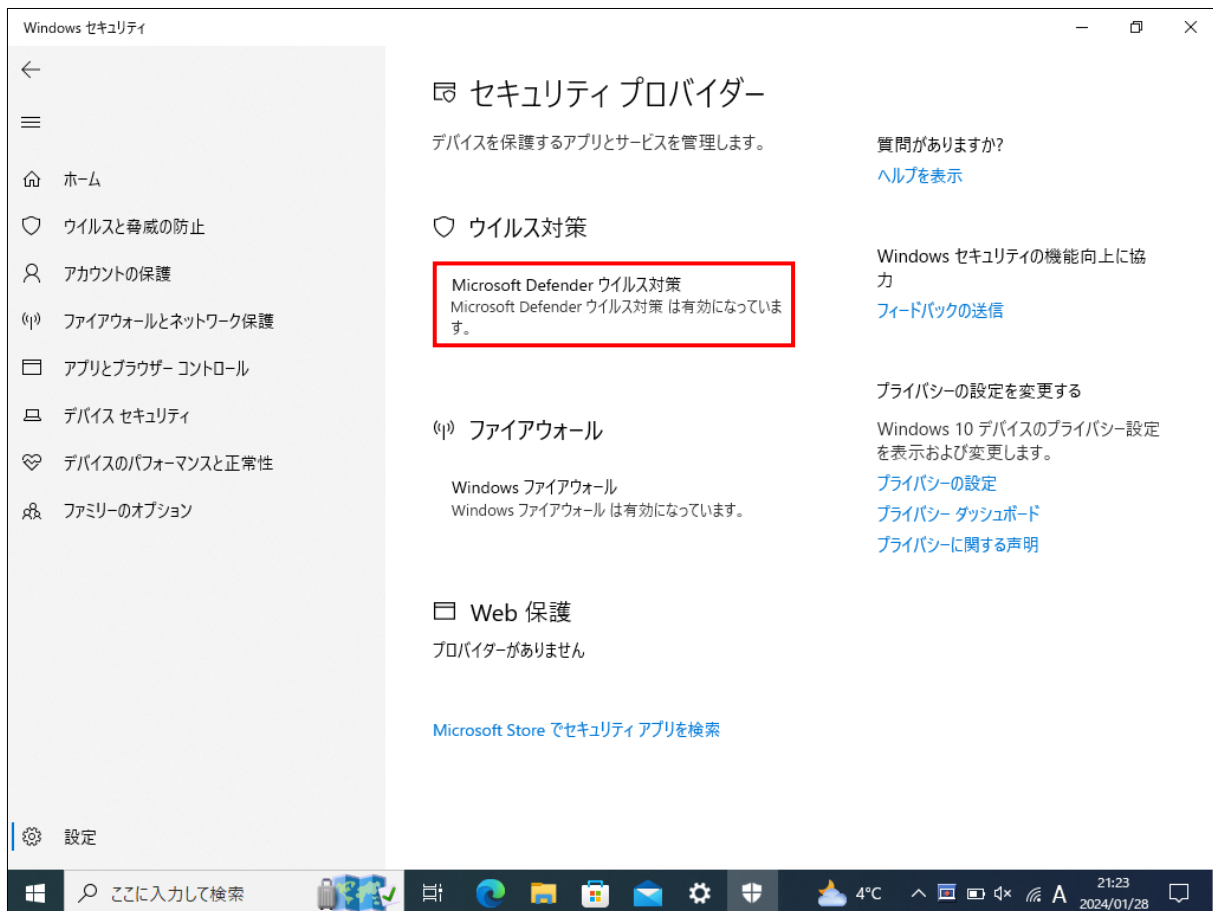 Windows セキュリティ
ホーム
ウイルスと脅威の防止
アカウントの保護
ファイアウォールとネットワーク保護
アプリとブラウザー コントロール
デバイス セキュリティ
デバイスのパフォーマンスと正常性
ファミリーのオプション
設定
セキュリティ プロバイダー
デバイスを保護するアプリとサービスを管理します。
ウイルス対策
Microsoft Defender ウイルス対策
Microsoft Defender ウイルス対策 は有効になっていま
す。
ファイアウォール
Windows ファイアウォール
Windows ファイアウォール は有効になっています。
Web 保護
プロバイダーがありません
Microsoft Store でセキュリティ アプリを検索
質問がありますか?
ヘルプを表示
Windows セキュリティの機能向上に協
力
フィードバックの送信
プライバシーの設定を変更する
Windows 10 デバイスのプライバシー設定
を表示および変更します。
プライバシーの設定
プライバシー ダッシュボード
プライバシーに関する声明
ここに入力して検索
4°C
A
21:23
2024/01/28